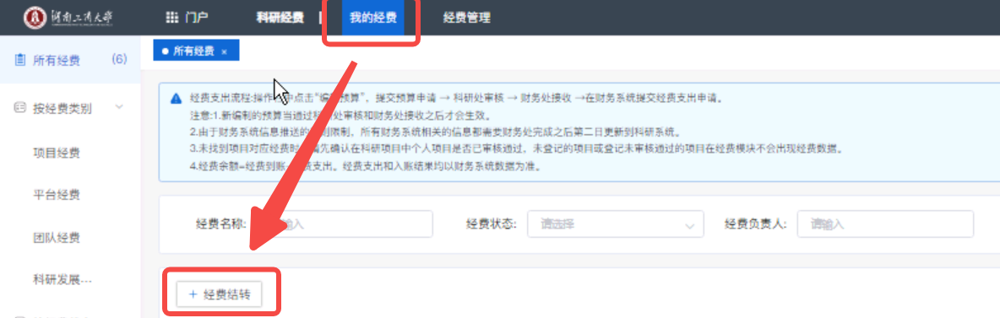 门户
科研经费
我的经费
经费管理
所有经费 (6)
所有经费 ×
按经费类别
项目经费
平台经费
团队经费
科研发展...
经费支出流程:操作 中点击“编 预算”，提交预算申请 → 科研处审核 → 财务处接收 →在财务系统提交经费支出申请。
注意:1.新编制的预算当通过科 处审核和财务处接收之后才会生效。
2.由于财务系统信息推送的 限制，所有财务系统相关的信息都需要财务处完成之后第二日更新到科研系统。
3.未找到项目对应经费时 先确认在科研项目中个人项目是否已审核通过，未登记的项目或登记未审核通过的项目在经费模块不会出现经费数据。
4.经费余额=经费到账 支出。经费支出和入账结果均以财务系统数据为准。
经费名称: 输入
经费状态: 请选择
经费负责人: 请输入
+ 经费结转